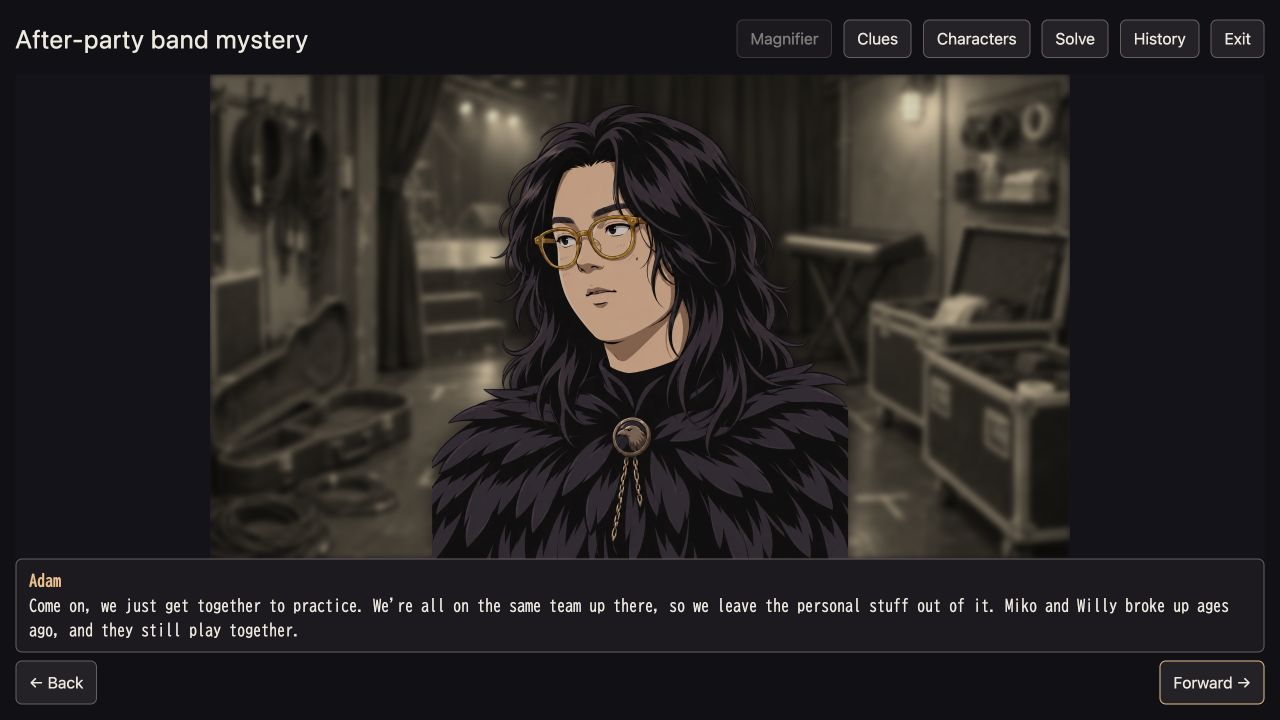 After-party band mystery
Magnifier
Clues
Characters
Solve
History
Exit
Adam
Come on, we just get together to practice. We’re all on the same team up there, so we leave the personal stuff out of it. Miko and Willy broke up ages
ago, and they still play together.
← Back
Forward →